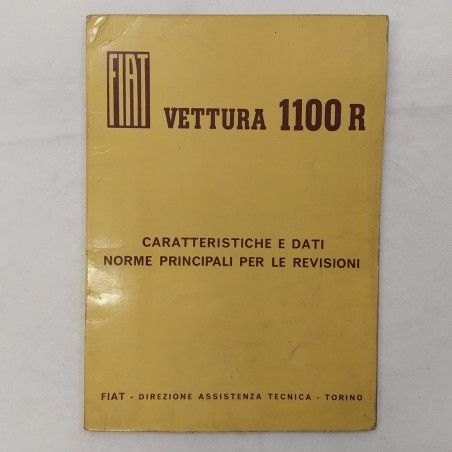 FIAT
VETTURA 1100 R
CARATTERISTICHE E DATI
NORME PRINCIPALI PER LE REVISIONI
FIAT - DIREZIONE ASSISTENZA TECNICA - TORINO